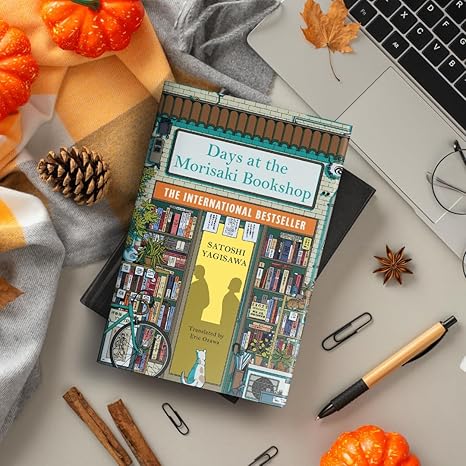 Days at the
Morisaki Bookshop
THE INTERNATIONAL BESTSELLER
SATOSHI
YAGISAWA
Translated by
Eric Ozawa